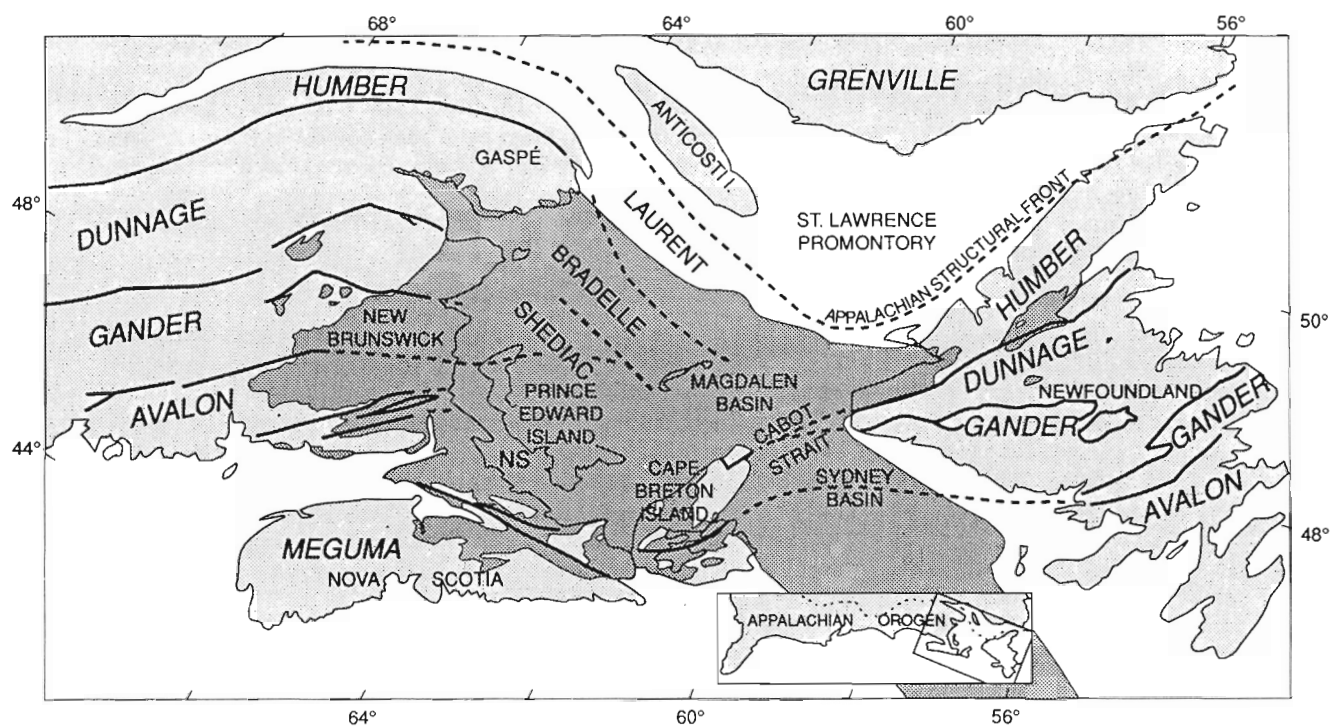 68°
64°
60°
56°
HUMBER
GRENVILLE
ANTICOSTI I.
GASPÉ
48°
DUNNAGE
LAURENT
ST. LAWRENCE
PROMONTORY
APPALACHIAN STRUCTURAL FRONT
HUMBER
BRADELLE
SHEDIAC
GANDER
NEW
BRUNSWICK
50°
DUNNAGE
MAGDALEN
BASIN
NEWFOUNDLAND
AVALON
PRINCE
EDWARD
ISLAND
CABOT
STRAIT
GANDER
GANDER
44°
NS
CAPE
BRETON
ISLAND
SYDNEY
BASIN
AVALON
48°
MEGUMA
NOVA SCOTIA
APPALACHIAN OROGEN
64°
60°
56°